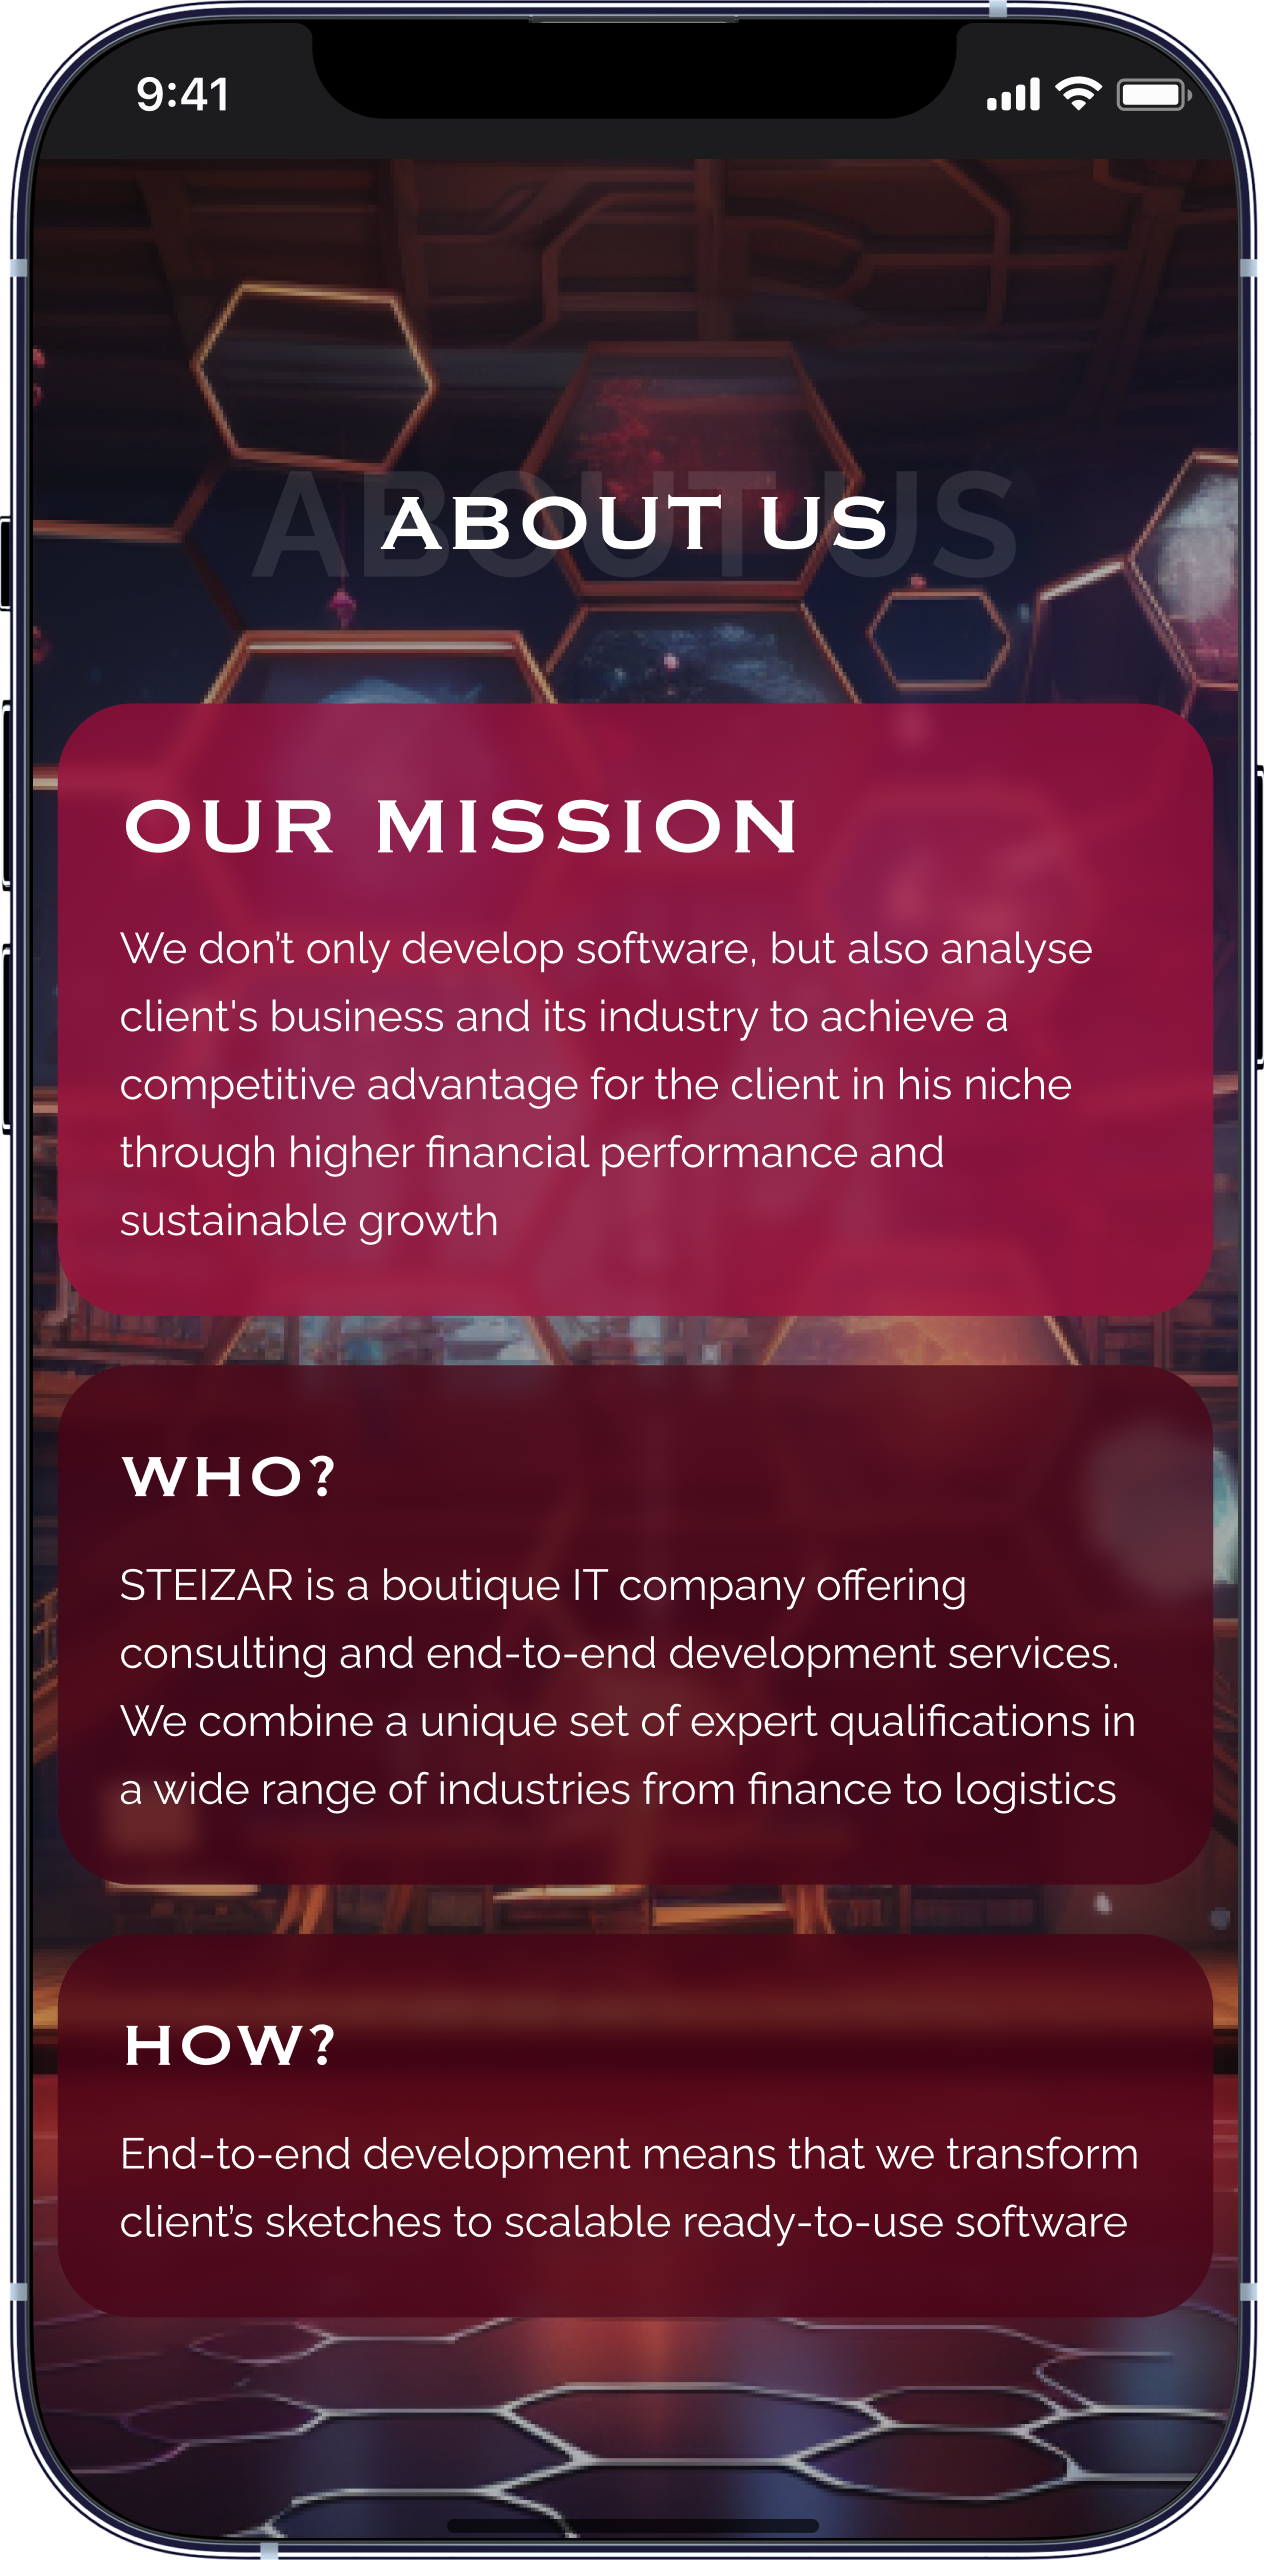 9:41
ABOUT US
ABOUT US
OUR MISSION
We don’t only develop software, but also analyse
client's business and its industry to achieve a
competitive advantage for the client in his niche
through higher financial performance and
sustainable growth
WHO?
STEIZAR is a boutique IT company offering
consulting and end-to-end development services.
We combine a unique set of expert qualifications in
a wide range of industries from finance to logistics
HOW?
End-to-end development means that we transform
client’s sketches to scalable ready-to-use software